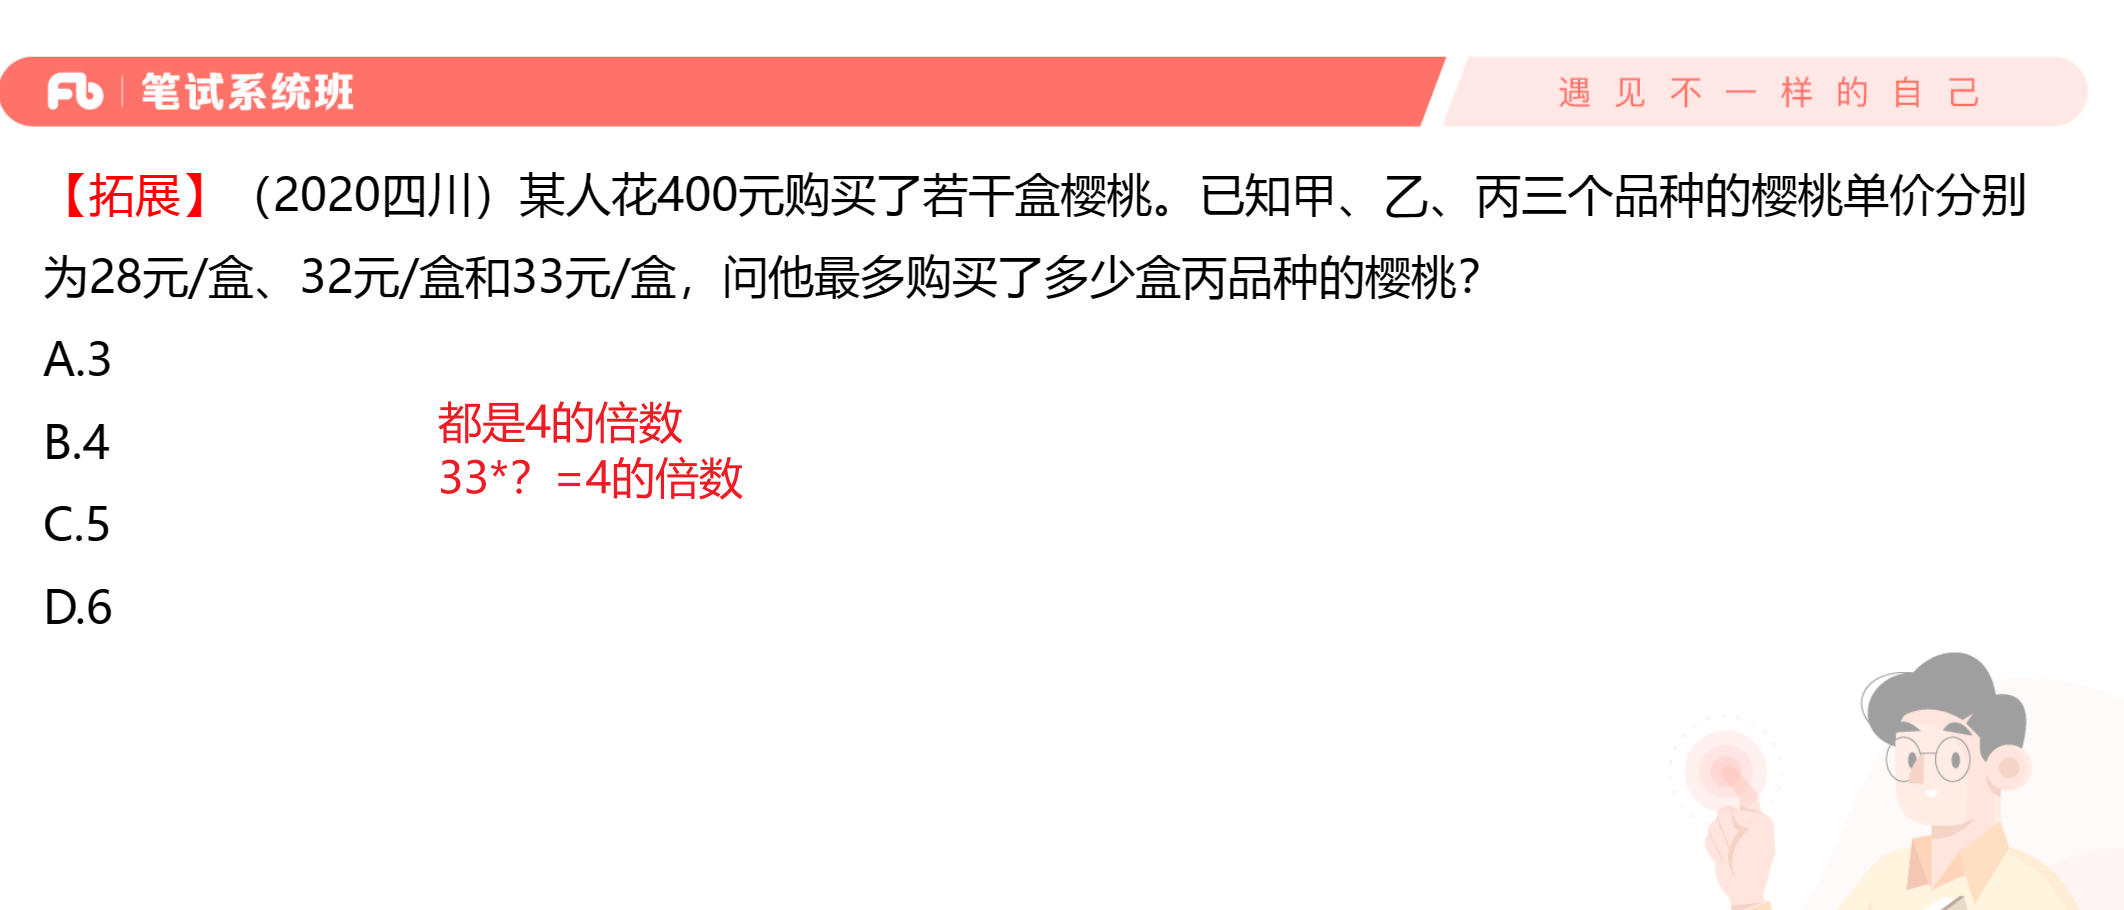 Fb 笔试系统班
遇见不一样的自己
【拓展】（2020四川）某人花400元购买了若干盒樱桃。已知甲、乙、丙三个品种的樱桃单价分别
为28元/盒、32元/盒和33元/盒，问他最多购买了多少盒丙品种的樱桃？
A.3
都是4的倍数
B.4
33*？=4的倍数
C.5
D.6